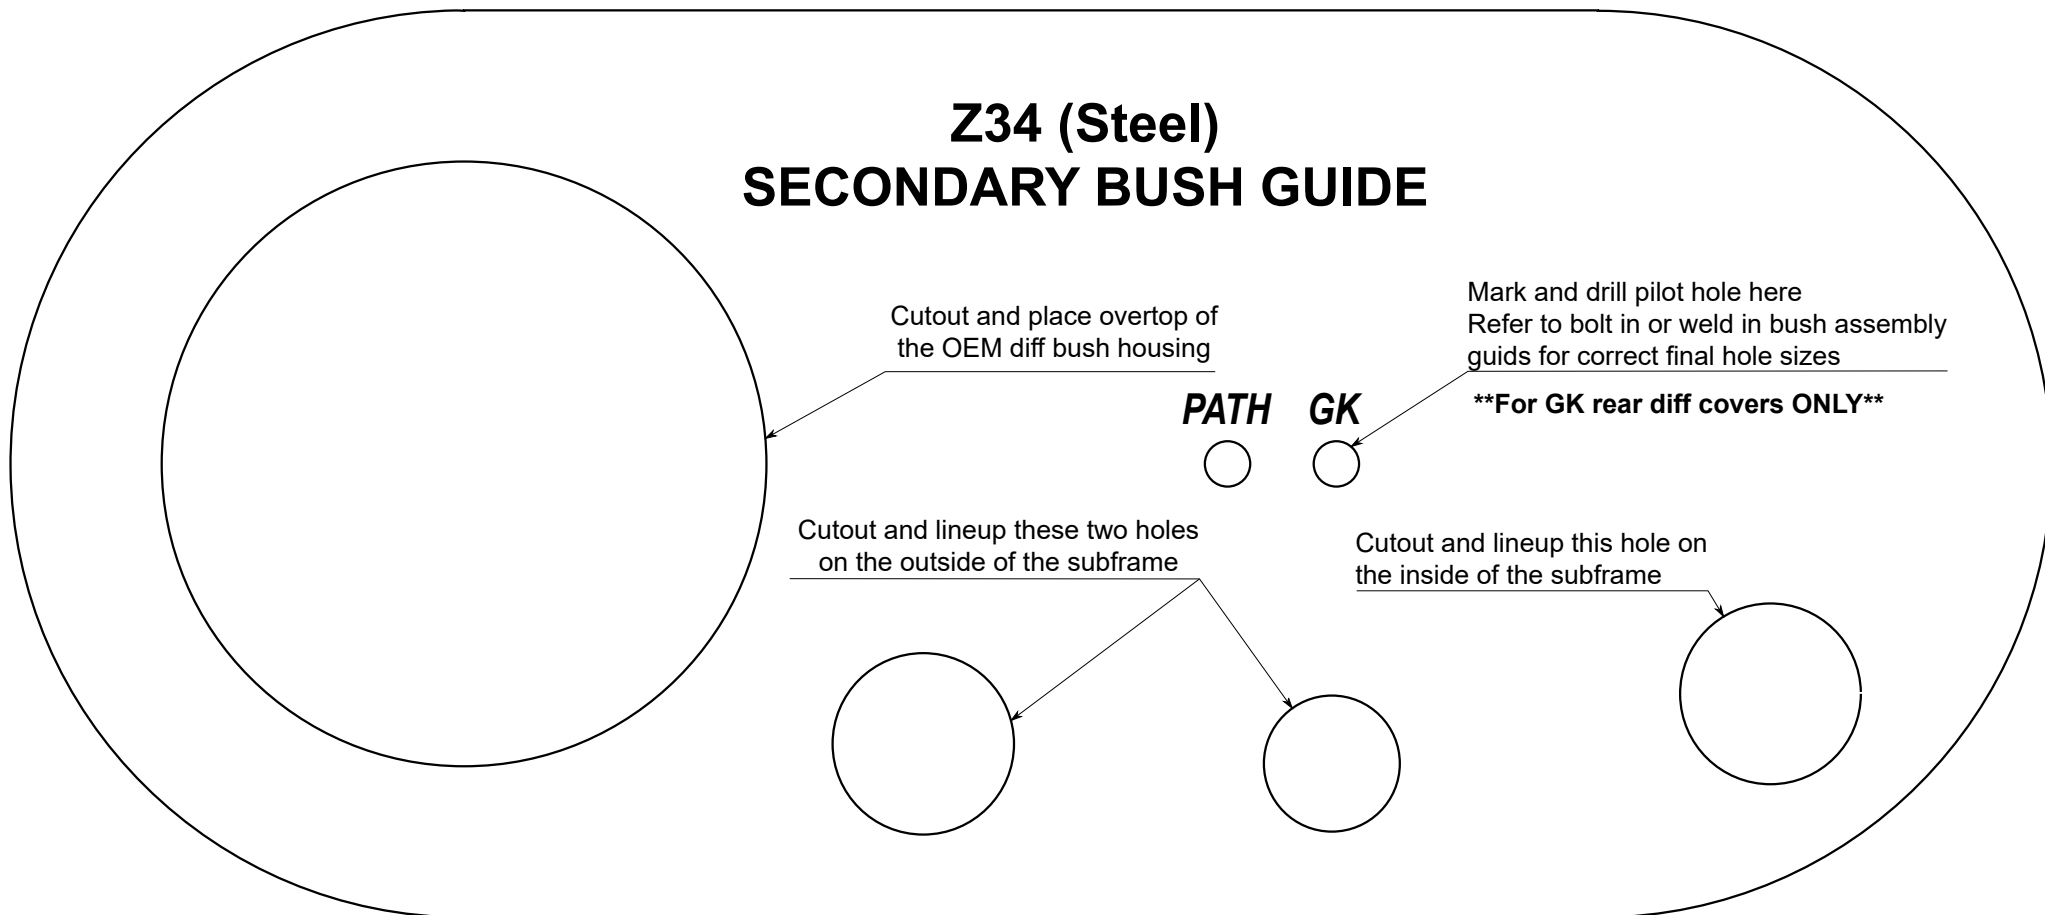 Z34 (Steel)
SECONDARY BUSH GUIDE
Cutout and place overtop of
the OEM diff bush housing
Mark and drill pilot hole here
Refer to bolt in or weld in bush assembly
guids for correct final hole sizes
**For GK rear diff covers ONLY**
PATH GK
Cutout and lineup these two holes
on the outside of the subframe
Cutout and lineup this hole on
the inside of the subframe